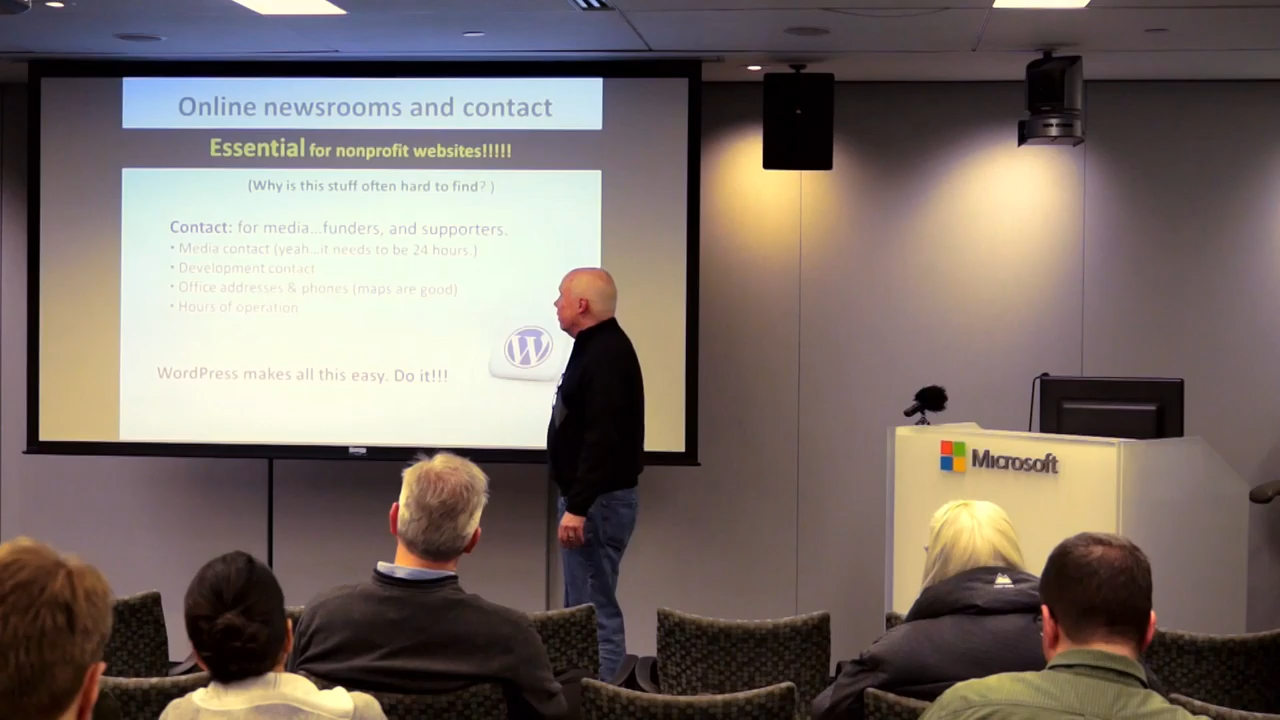 Online newsrooms and contact
Essential for nonprofit websites!!!!!
(Why is this stuff often hard to find? )
Contact: for media...funders, and supporters.
• Media contact (yeah...it needs to be 24 hours.)
• Development contact
• Office addresses & phones (maps are good)
• Hours of operation
W
WordPress makes all this easy. Do it!!!
Microsoft